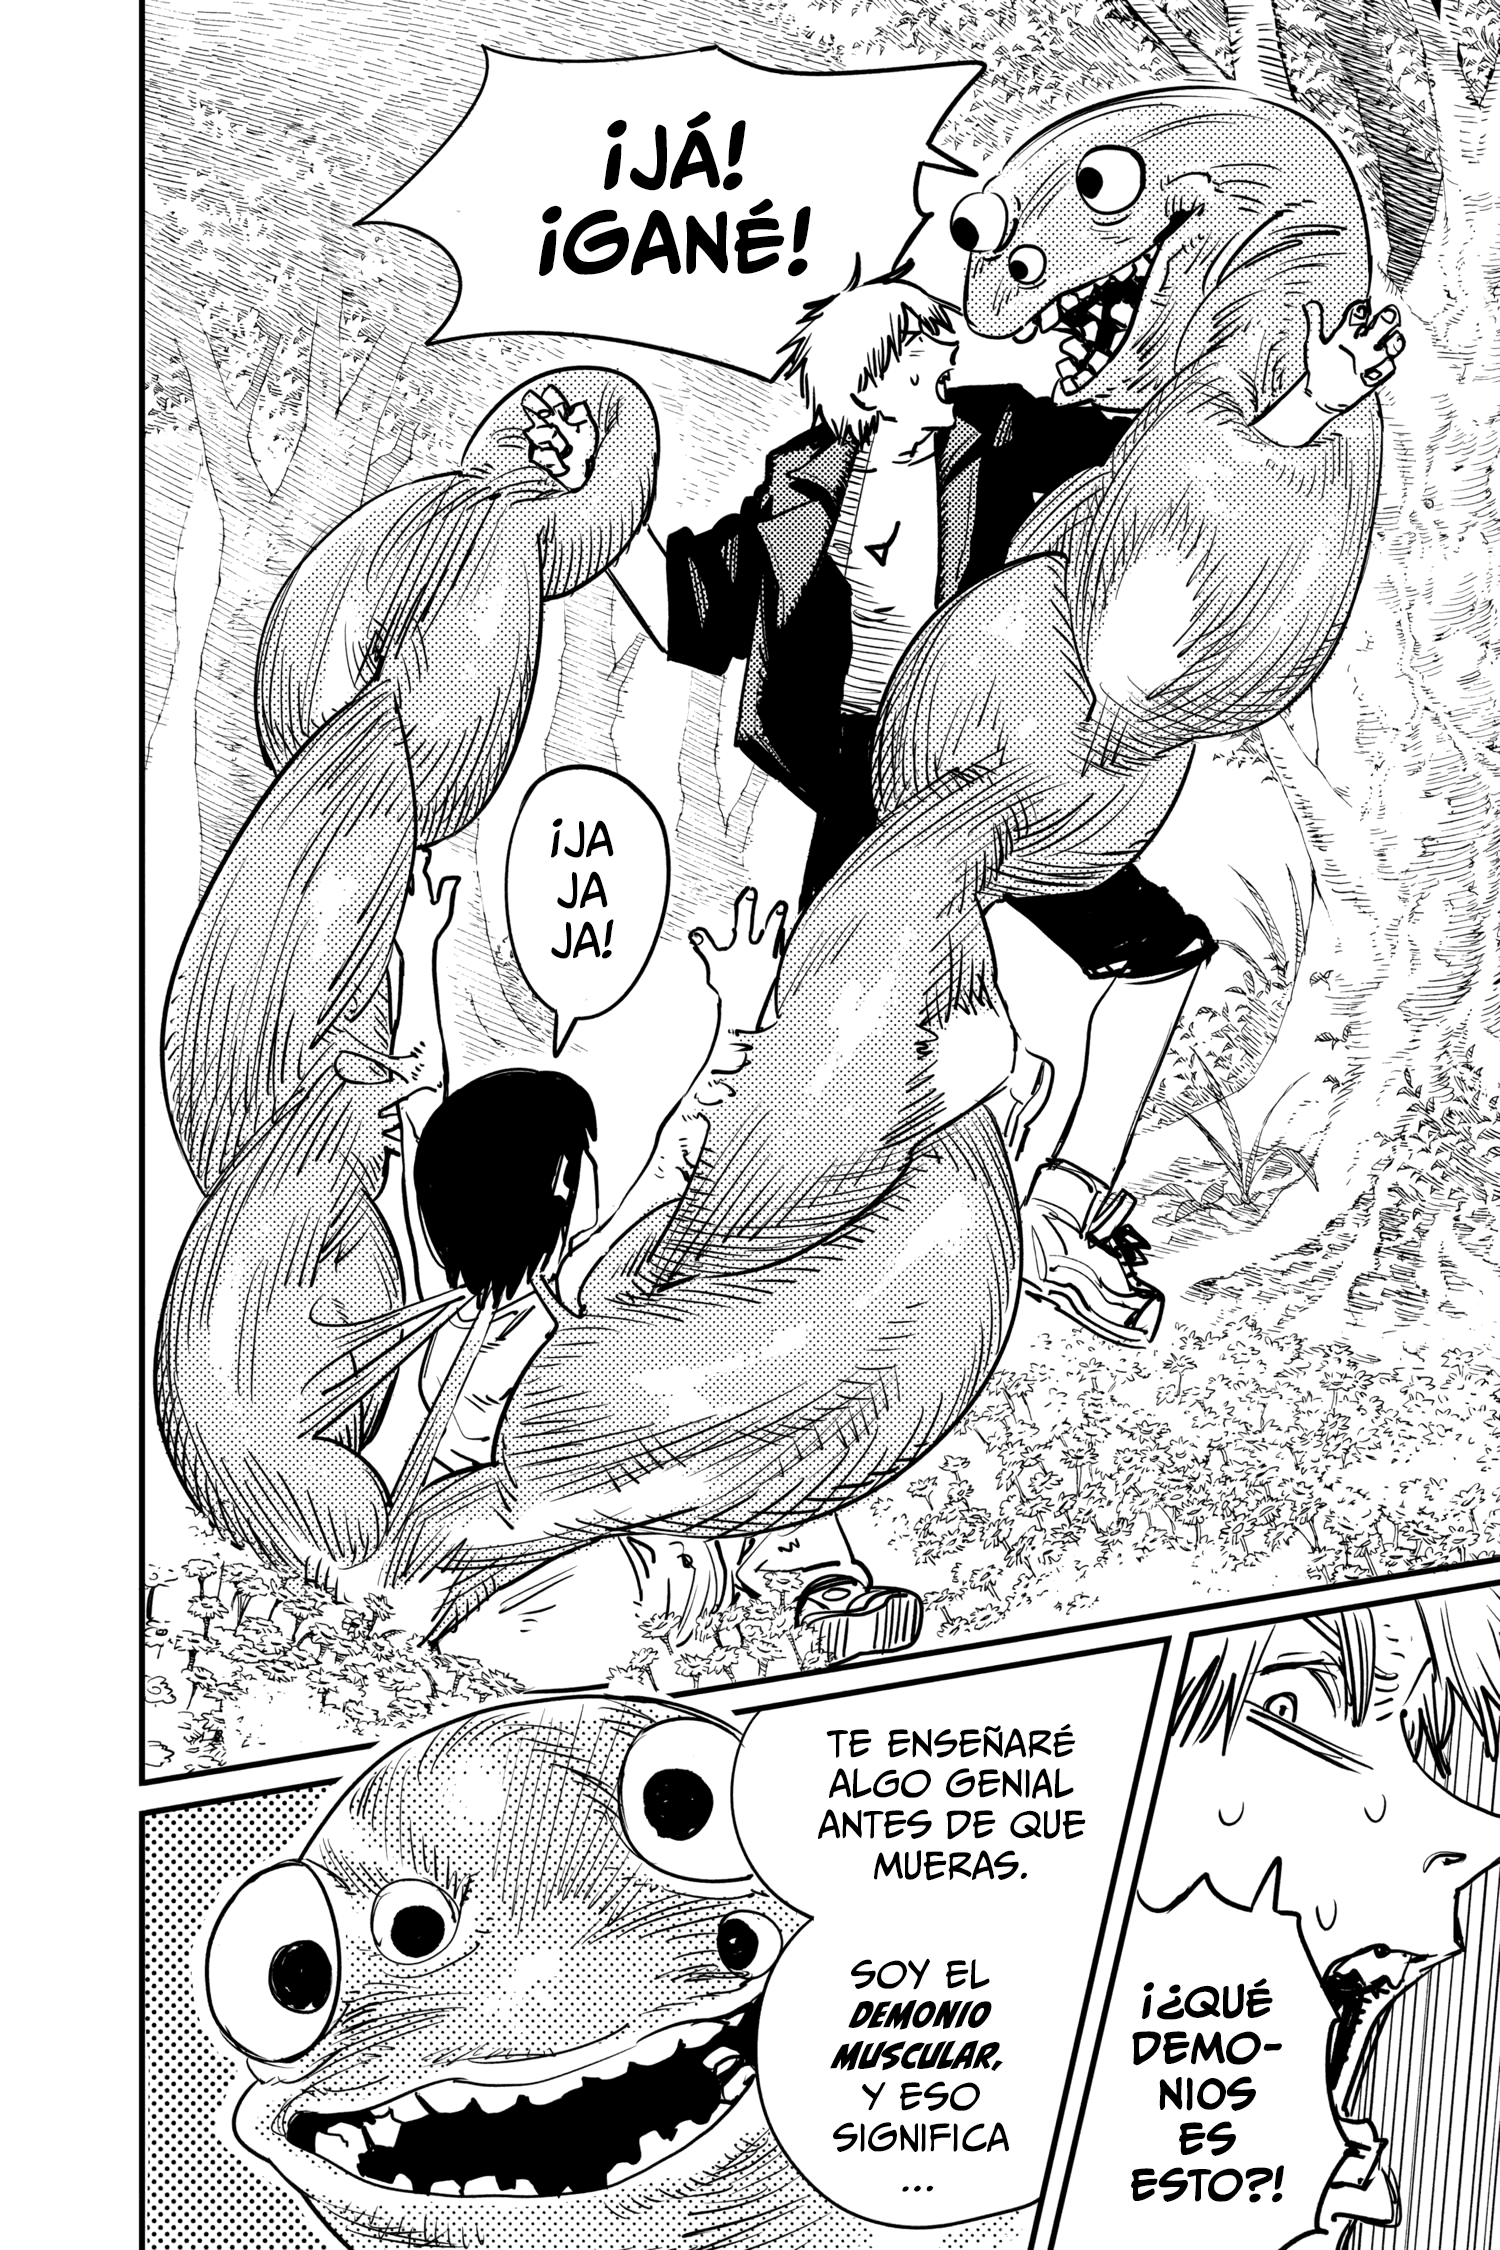 ¡JÁ!
¡GANÉ!
¡JA
JA
JA!
¡¿QUÉ
DEMO-
NIOS
ES
ESTO?!
TE ENSEÑARÉ
ALGO GENIAL
ANTES DE QUE
MUERAS.
SOY EL
DEMONIO
MUSCULAR,
Y ESO
SIGNIFICA
...